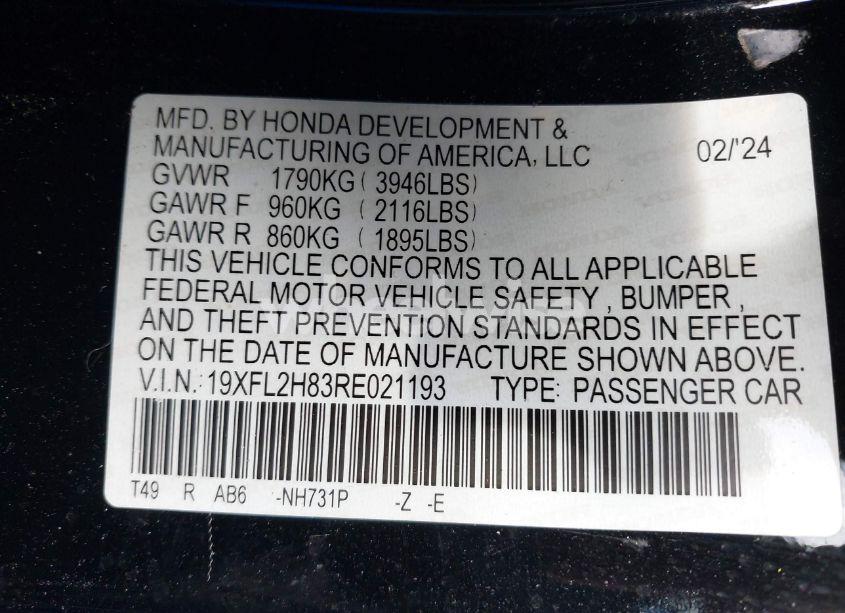 MFD. BY HONDA DEVELOPMENT &
MANUFACTURING OF AMERICA, LLC 02/'24
GVWR 1790KG ( 3946LBS)
GAWR F 960KG ( 2116LBS)
GAWR R 860KG ( 1895LBS)
THIS VEHICLE CONFORMS TO ALL APPLICABLE
FEDERAL MOTOR VEHICLE SAFETY , BUMPER ,
AND THEFT PREVENTION STANDARDS IN EFFECT
ON THE DATE OF MANUFACTURE SHOWN ABOVE.
V.I.N.: 19XFL2H83RE021193 TYPE: PASSENGER CAR
T49 R AB6 -NH731P -Z -E